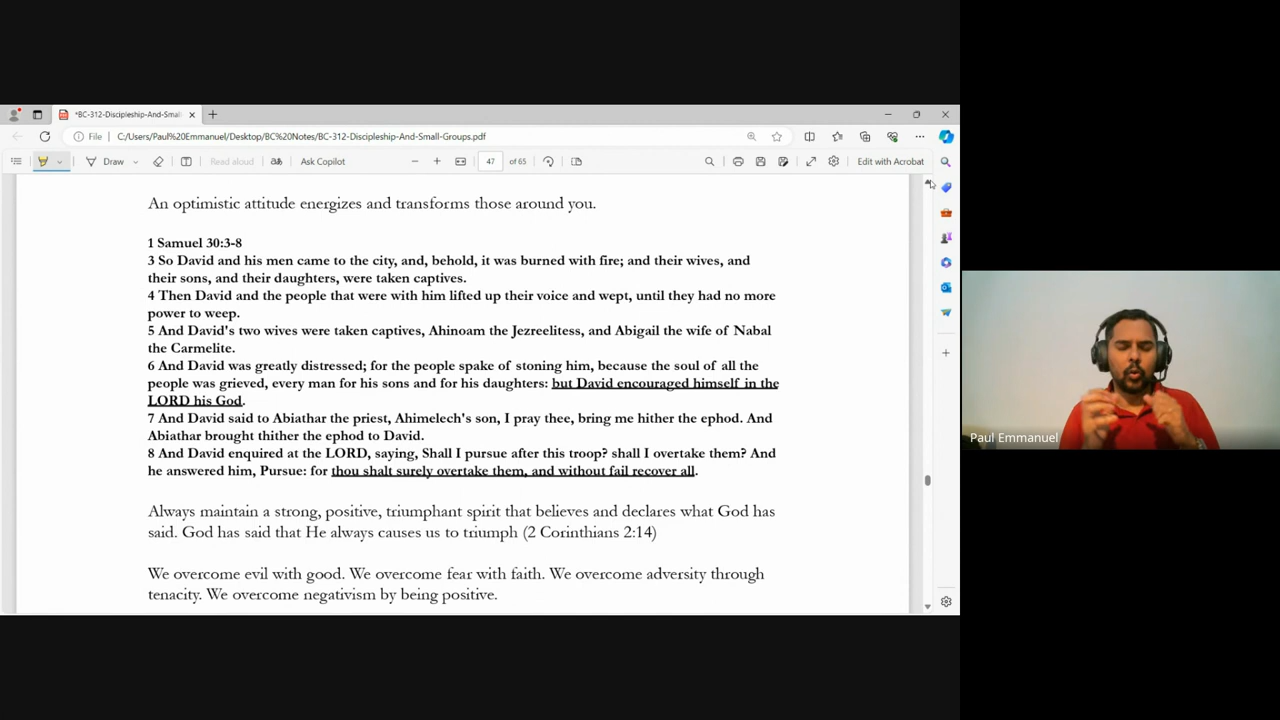 *BC-312-Discipleship-And-Smal
File
C:/Users/Paul%20Emmanuel/Desktop/BC%20Notes/BC-312-Discipleship-And-Small-Groups.pdf
Draw
Read aloud
Ask Copilot
47 of 65
Edit with Acrobat
An optimistic attitude energizes and transforms those around you.
1 Samuel 30:3-8
3 So David and his men came to the city, and, behold, it was burned with fire; and their wives, and
their sons, and their daughters, were taken captives.
4 Then David and the people that were with him lifted up their voice and wept, until they had no more
power to weep.
5 And David's two wives were taken captives, Ahinoam the Jezreelitess, and Abigail the wife of Nabal
the Carmelite.
6 And David was greatly distressed; for the people spake of stoning him, because the soul of all the
people was grieved, every man for his sons and for his daughters: but David encouraged himself in the
LORD his God.
7 And David said to Abiathar the priest, Ahimelech's son, I pray thee, bring me hither the ephod. And
Abiathar brought thither the ephod to David.
8 And David enquired at the LORD, saying, Shall I pursue after this troop? shall I overtake them? And
he answered him, Pursue: for thou shalt surely overtake them, and without fail recover all.
Always maintain a strong, positive, triumphant spirit that believes and declares what God has
said. God has said that He always causes us to triumph (2 Corinthians 2:14)
We overcome evil with good. We overcome fear with faith. We overcome adversity through
tenacity. We overcome negativism by being positive.
Paul Emmanuel